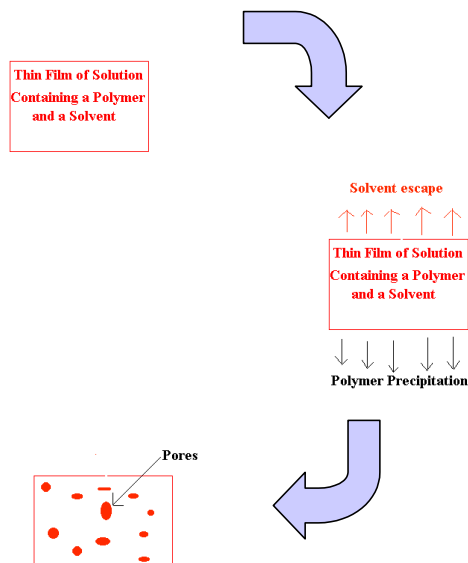 Thin Film of Solution
Containing a Polymer
and a Solvent
Solvent escape
Thin Film of Solution
Containing a Polymer
and a Solvent
Polymer Precipitation
Pores